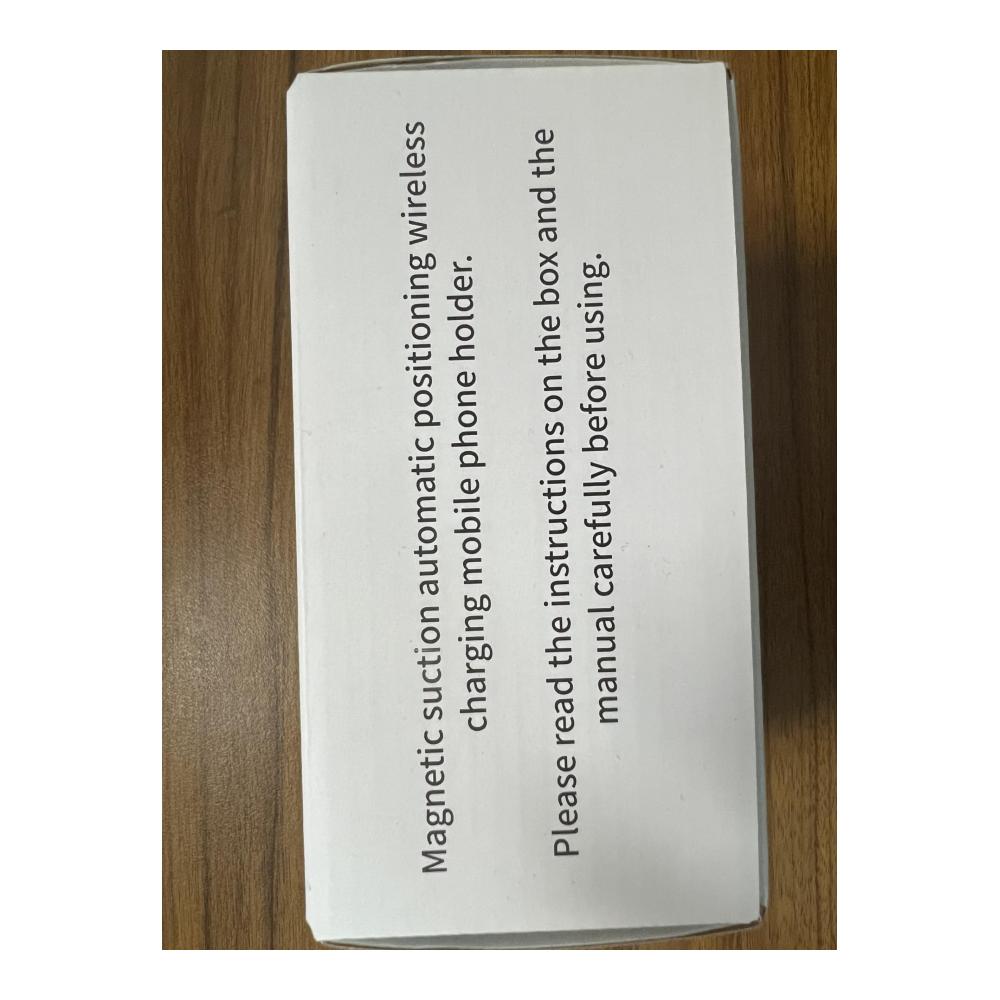 Magnetic suction automatic positioning wireless
charging mobile phone holder.
Please read the instructions on the box and the
manual carefully before using.